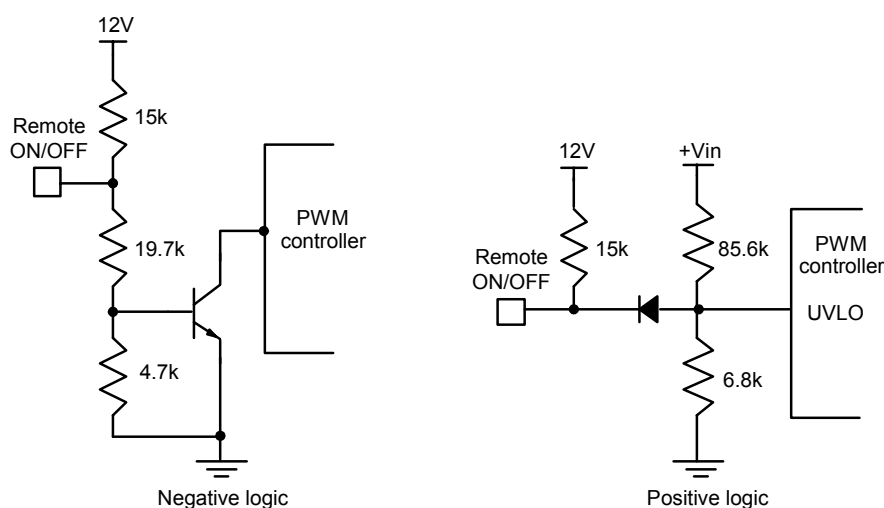 12V
15k
Remote
ON/OFF
19.7k
4.7k
PWM
controller
Negative logic
12V
+Vin
15k
85.6k
Remote
ON/OFF
PWM
controller
UVLO
6.8k
Positive logic